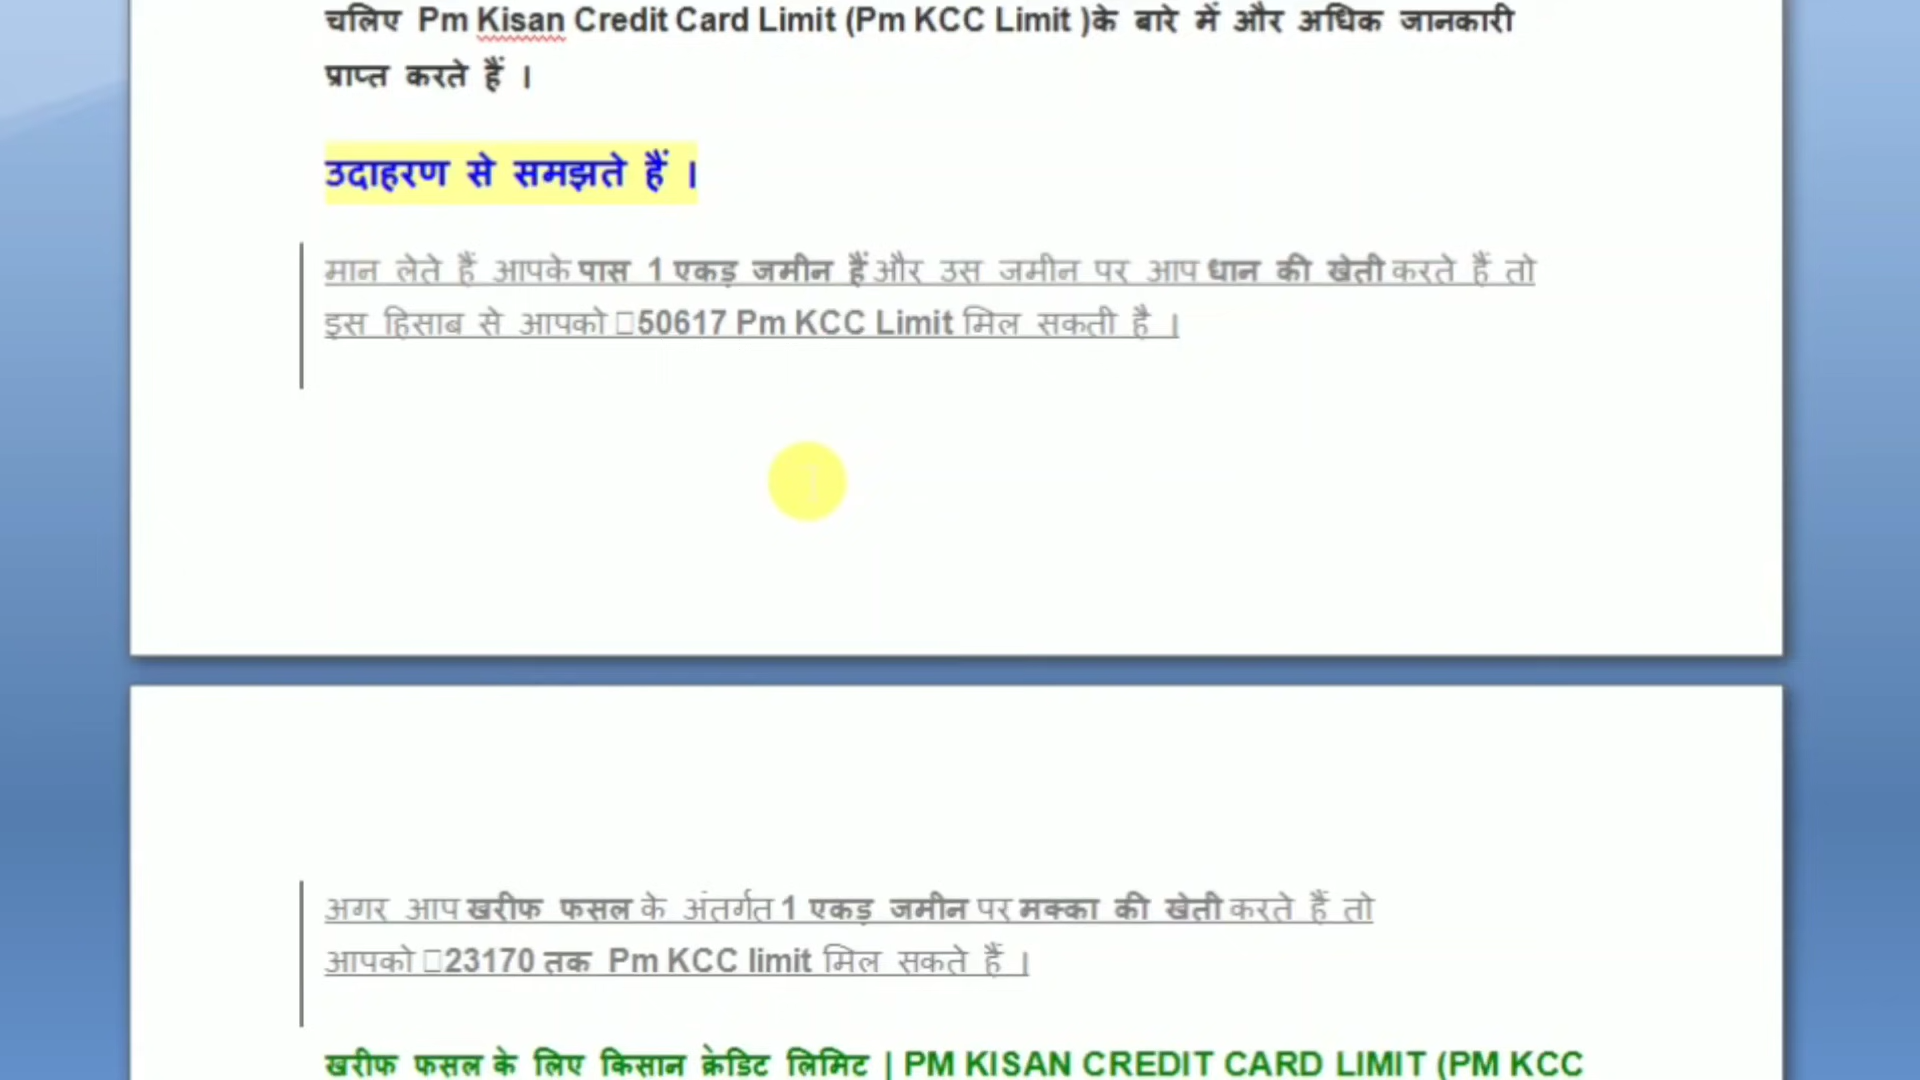 चलिए Pm Kisan Credit Card Limit (Pm KCC Limit )के बारे में और अधिक जानकारी
प्राप्त करते हैं ।
उदाहरण से समझते हैं ।
मान लेते हैं आपके पास 1 एकड़ जमीन हैं और उस जमीन पर आप धान की खेती करते हैं तो
इस हिसाब से आपको □50617 Pm KCC Limit मिल सकती है ।
अगर आप खरीफ फसल के अंतर्गत 1 एकड़ जमीन पर मक्का की खेती करते हैं तो
आपको □23170 तक Pm KCC limit मिल सकते हैं ।
खरीफ फसल के लिए किसान क्रेडिट लिमिट | PM KISAN CREDIT CARD LIMIT (PM KCC